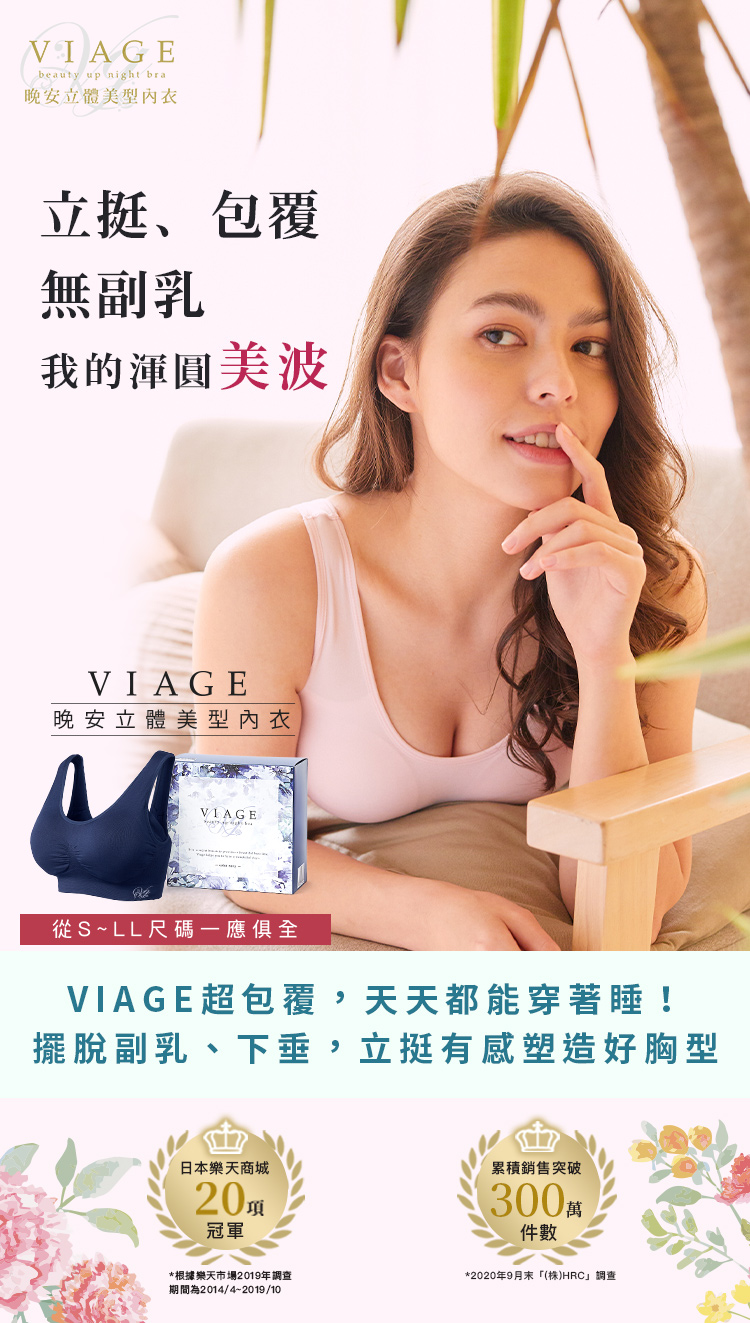 VIAGE
beauty up night bra
晚安立體美型內衣
立挺、包覆
無副乳
我的渾圓美波
VIAGE
晚安立體美型內衣
VIAGE
beauty up night bra
從S~LL尺碼一應俱全
VIAGE超包覆，天天都能穿著睡！
擺脫副乳、下垂，立挺有感塑造好胸型
日本樂天商城
20項
冠軍
*根據樂天市場2019年調查
期間為2014/4~2019/10
累積銷售突破
300萬
件數
*2020年9月末「(株)HRC」調查